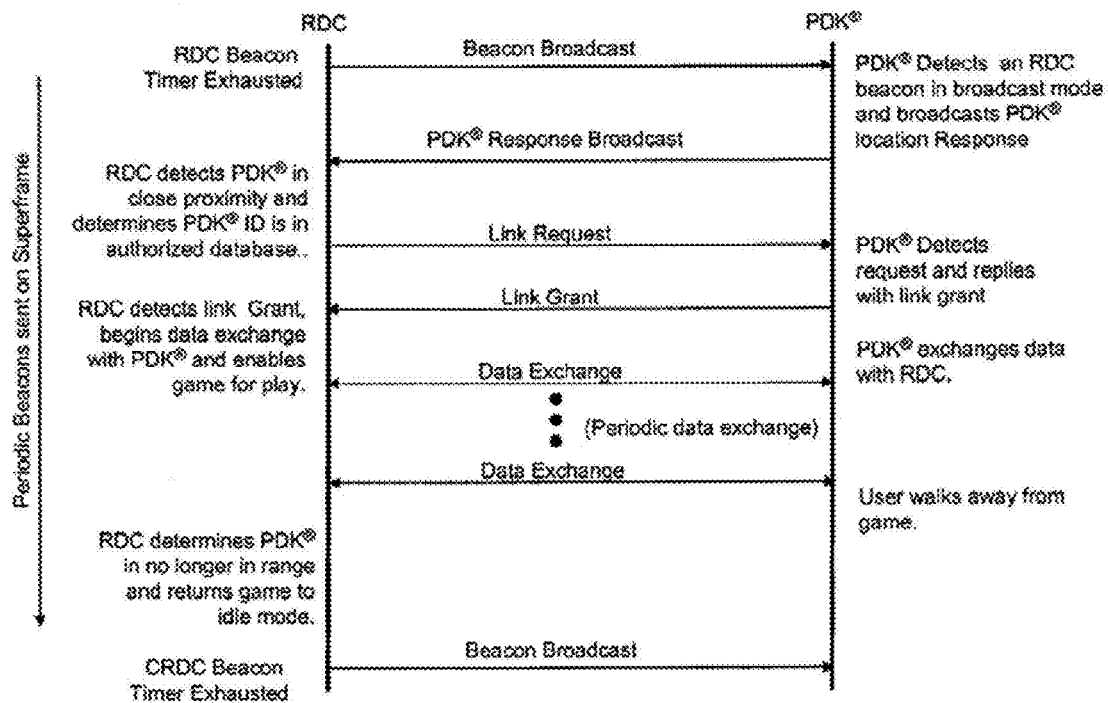 RDC
PDK®
RDC Beacon
Timer Exhausted
Beacon Broadcast
PDK® Detects an RDC
beacon in broadcast mode
and broadcasts PDK®
location Response
PDK® Response Broadcast
RDC detects PDK® in
close proximity and
determines PDK® ID is in
authorized database..
Link Request
PDK® Detects
request and replies
with link grant
Link Grant
RDC detects link Grant,
begins data exchange
with PDK® and enables
game for play.
PDK® exchanges data
with RDC.
Data Exchange
(Periodic data exchange)
Data Exchange
User walks away from
game.
RDC determines PDK®
in no longer in range
and returns game to
idle mode.
Periodic Beacons sent on Superframe
Beacon Broadcast
CRDC Beacon
Timer Exhausted